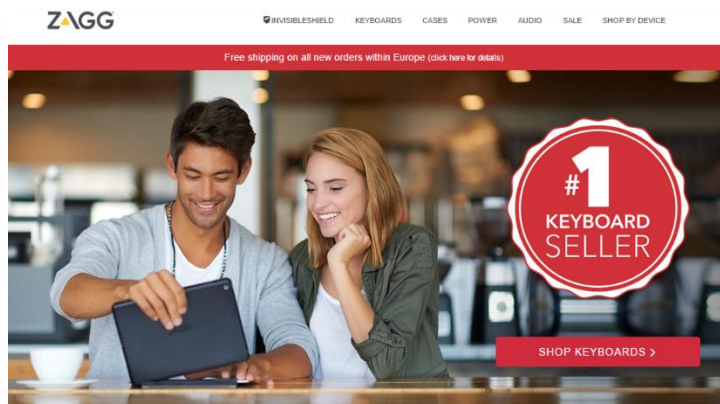 ZAGG
INVISIBLESHIELD KEYBOARDS CASES POWER AUDIO SALE SHOP BY DEVICE
Free shipping on all new orders within Europe (click here for details)
#1
KEYBOARD
SELLER
SHOP KEYBOARDS >